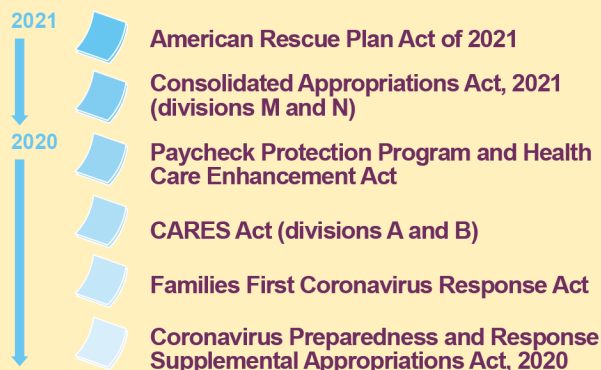 2021
American Rescue Plan Act of 2021
Consolidated Appropriations Act, 2021
(divisions M and N)
2020
Paycheck Protection Program and Health
Care Enhancement Act
CARES Act (divisions A and B)
Families First Coronavirus Response Act
Coronavirus Preparedness and Response
Supplemental Appropriations Act, 2020